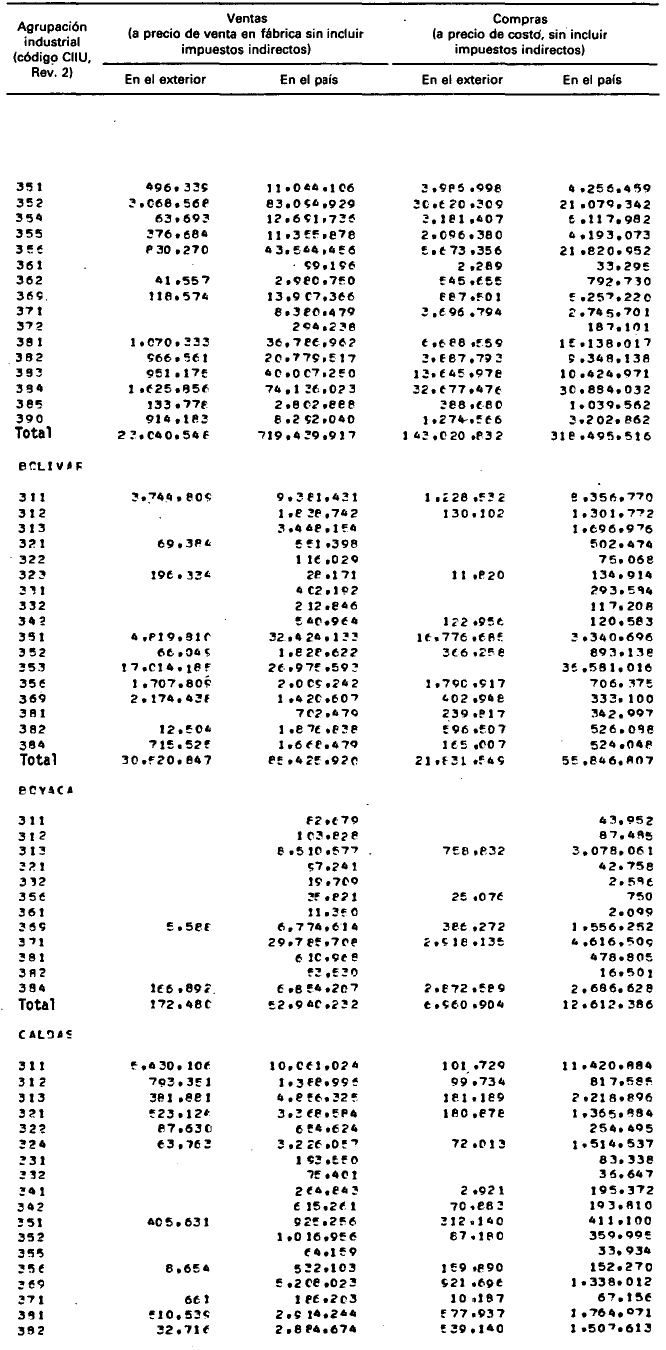 Agrupación industrial (código CIIU, Rev. 2) Ventas (a precio de venta en fábrica sin incluir impuestos indirectos) Compras (a precio de costo, sin incluir impuestos indirectos)
En el exterior En el país En el exterior En el país
351 496.339 11.044.106 3.985.998 4.256.459
352 3.068.568 83.054.929 30.620.309 21.079.342
354 63.693 12.691.736 3.181.407 6.117.982
355 376.684 11.355.878 2.096.380 4.193.073
356 830.270 43.544.456 5.673.356 21.820.952
361 99.196 2.289 33.295
362 41.557 2.980.750 545.655 792.730
369 118.574 13.907.366 887.501 5.257.220
371 8.380.479 3.696.794 2.745.701
372 294.238 187.101
381 1.070.333 36.786.962 6.688.559 15.138.017
382 966.561 20.779.517 3.887.793 9.348.138
383 951.175 40.007.250 13.645.978 10.424.971
384 1.625.856 74.136.023 32.677.476 30.884.032
385 133.778 2.802.888 388.680 1.039.562
390 914.183 8.292.040 1.274.566 3.202.862
Total 23.040.546 719.439.917 143.020.832 318.495.516
BOLIVAR
311 3.744.809 9.381.431 1.228.532 8.356.770
312 1.838.742 130.102 1.301.772
313 3.448.154 1.696.976
321 69.384 551.398 502.474
322 116.029 75.068
323 196.334 28.171 11.820 134.914
331 402.192 293.594
332 212.846 117.208
342 540.964 122.956 120.583
351 4.819.810 32.424.133 16.776.685 3.340.696
352 66.049 1.828.622 366.258 893.138
353 17.014.185 26.975.593 35.581.016
356 1.707.808 2.009.242 1.790.917 706.375
369 2.174.438 1.420.607 402.948 333.100
381 702.479 239.817 342.997
382 12.504 1.876.838 596.507 526.098
384 715.525 1.668.479 165.007 524.048
Total 30.520.847 85.425.920 21.831.549 55.846.807
BOYACA
311 82.679 43.952
312 103.828 87.485
313 8.510.577 758.832 3.078.061
321 97.241 42.758
332 19.709 2.596
356 35.821 25.076 750
361 11.350 2.099
369 5.588 6.774.614 386.272 1.556.252
371 29.785.708 2.918.135 4.616.509
381 610.968 478.805
382 53.530 16.501
384 166.892 6.854.207 2.872.589 2.686.628
Total 172.480 52.940.232 6.960.904 12.612.386
CALDAS
311 5.430.106 10.061.024 101.729 11.420.884
312 793.351 1.388.995 99.734 817.585
313 381.881 4.856.325 181.189 2.218.896
321 523.124 3.368.584 180.878 1.365.884
322 87.630 654.624 254.495
324 63.763 3.226.057 72.013 1.514.537
331 193.550 83.338
332 75.401 36.647
341 264.843 2.921 195.372
342 615.261 70.883 193.810
351 405.631 925.256 312.140 411.100
352 1.016.956 87.180 359.995
355 64.159 33.934
356 8.654 532.103 159.890 152.270
369 5.208.023 921.696 1.338.012
371 661 186.203 10.187 67.156
381 510.539 2.914.244 577.937 1.764.971
382 32.716 2.884.674 539.140 1.507.613